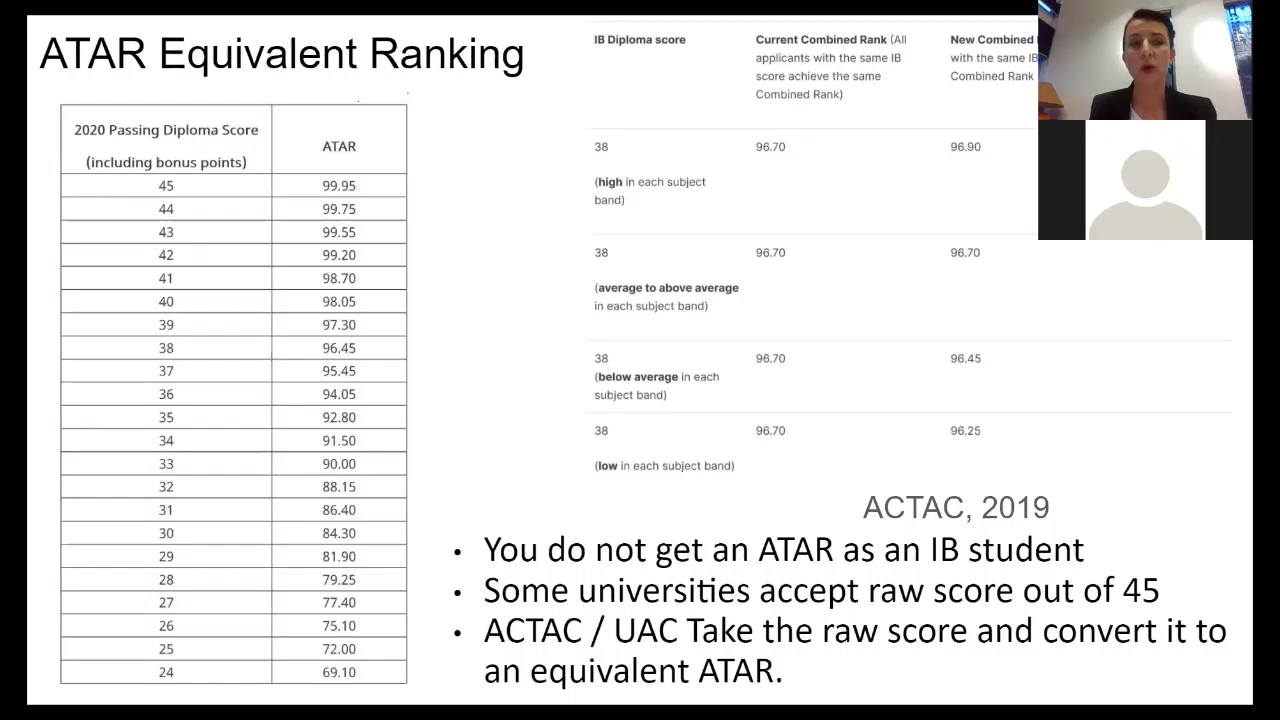 ATAR Equivalent Ranking
2020 Passing Diploma Score
(including bonus points)
ATAR
45 99.95
44 99.75
43 99.55
42 99.20
41 98.70
40 98.05
39 97.30
38 96.45
37 95.45
36 94.05
35 92.80
34 91.50
33 90.00
32 88.15
31 86.40
30 84.30
29 81.90
28 79.25
27 77.40
26 75.10
25 72.00
24 69.10
IB Diploma score
Current Combined Rank (All
applicants with the same IB
score achieve the same
Combined Rank)
New Combined
with the same IB
Combined Rank
38 96.70 96.90
(high in each subject
band)
38 96.70 96.70
(average to above average
in each subject band)
38 96.70 96.45
(below average in each
subject band)
38 96.70 96.25
(low in each subject band)
ACTAC, 2019
• You do not get an ATAR as an IB student
• Some universities accept raw score out of 45
• ACTAC / UAC Take the raw score and convert it to
an equivalent ATAR.